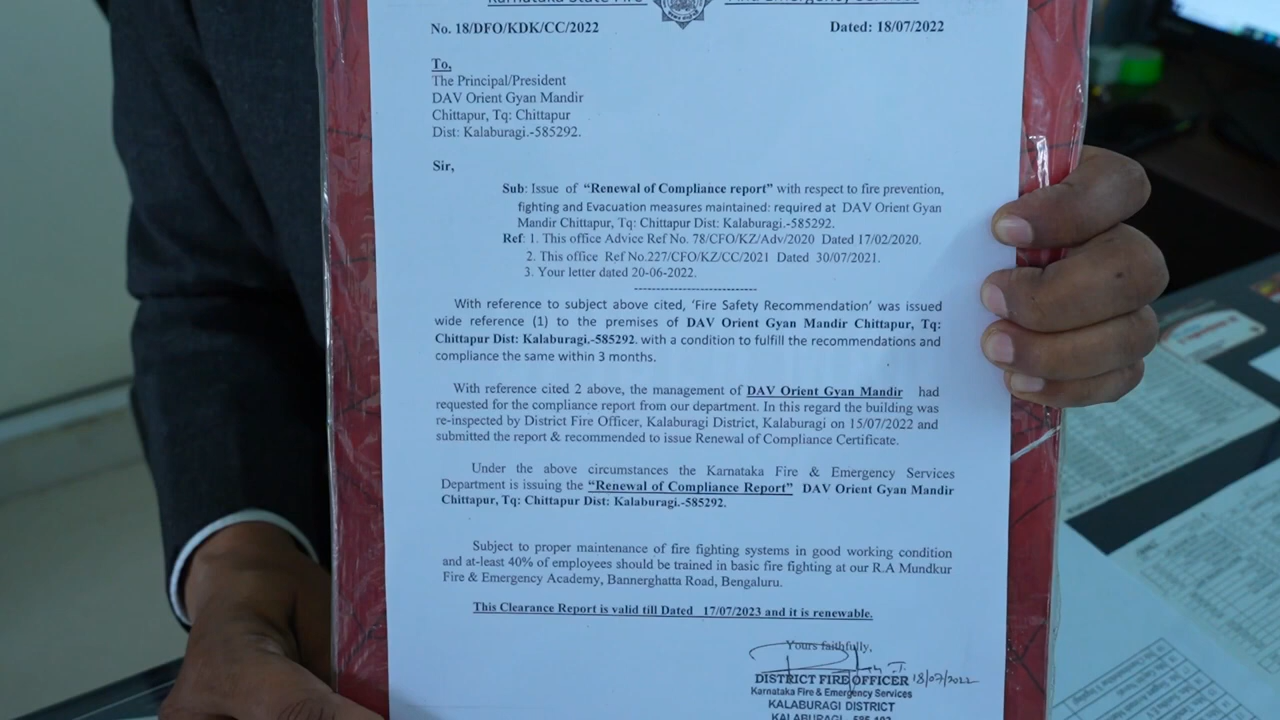 Karnataka State Fire And Emergency Services
No. 18/DFO/KDK/CC/2022 Dated: 18/07/2022
To,
The Principal/President
DAV Orient Gyan Mandir
Chittapur, Tq: Chittapur
Dist: Kalaburagi.-585292.
Sir,
Sub: Issue of “Renewal of Compliance report” with respect to fire prevention,
fighting and Evacuation measures maintained: required at DAV Orient Gyan
Mandir Chittapur, Tq: Chittapur Dist: Kalaburagi.-585292.
Ref: 1. This office Advice Ref No. 78/CFO/KZ/Adv/2020 Dated 17/02/2020.
2. This office Ref No.227/CFO/KZ/CC/2021 Dated 30/07/2021.
3. Your letter dated 20-06-2022.
With reference to subject above cited, ‘Fire Safety Recommendation’ was issued
wide reference (1) to the premises of DAV Orient Gyan Mandir Chittapur, Tq:
Chittapur Dist: Kalaburagi.-585292. with a condition to fulfill the recommendations and
compliance the same within 3 months.
With reference cited 2 above, the management of DAV Orient Gyan Mandir had
requested for the compliance report from our department. In this regard the building was
re-inspected by District Fire Officer, Kalaburagi District, Kalaburagi on 15/07/2022 and
submitted the report & recommended to issue Renewal of Compliance Certificate.
Under the above circumstances the Karnataka Fire & Emergency Services
Department is issuing the “Renewal of Compliance Report” DAV Orient Gyan Mandir
Chittapur, Tq: Chittapur Dist: Kalaburagi.-585292.
Subject to proper maintenance of fire fighting systems in good working condition
and at-least 40% of employees should be trained in basic fire fighting at our R.A Mundkur
Fire & Emergency Academy, Bannerghatta Road, Bengaluru.
This Clearance Report is valid till Dated 17/07/2023 and it is renewable.
Yours faithfully,
DISTRICT FIRE OFFICER 18/07/2022
Karnataka Fire & Emergency Services
KALABURAGI DISTRICT
KALABURAGI - 585 102